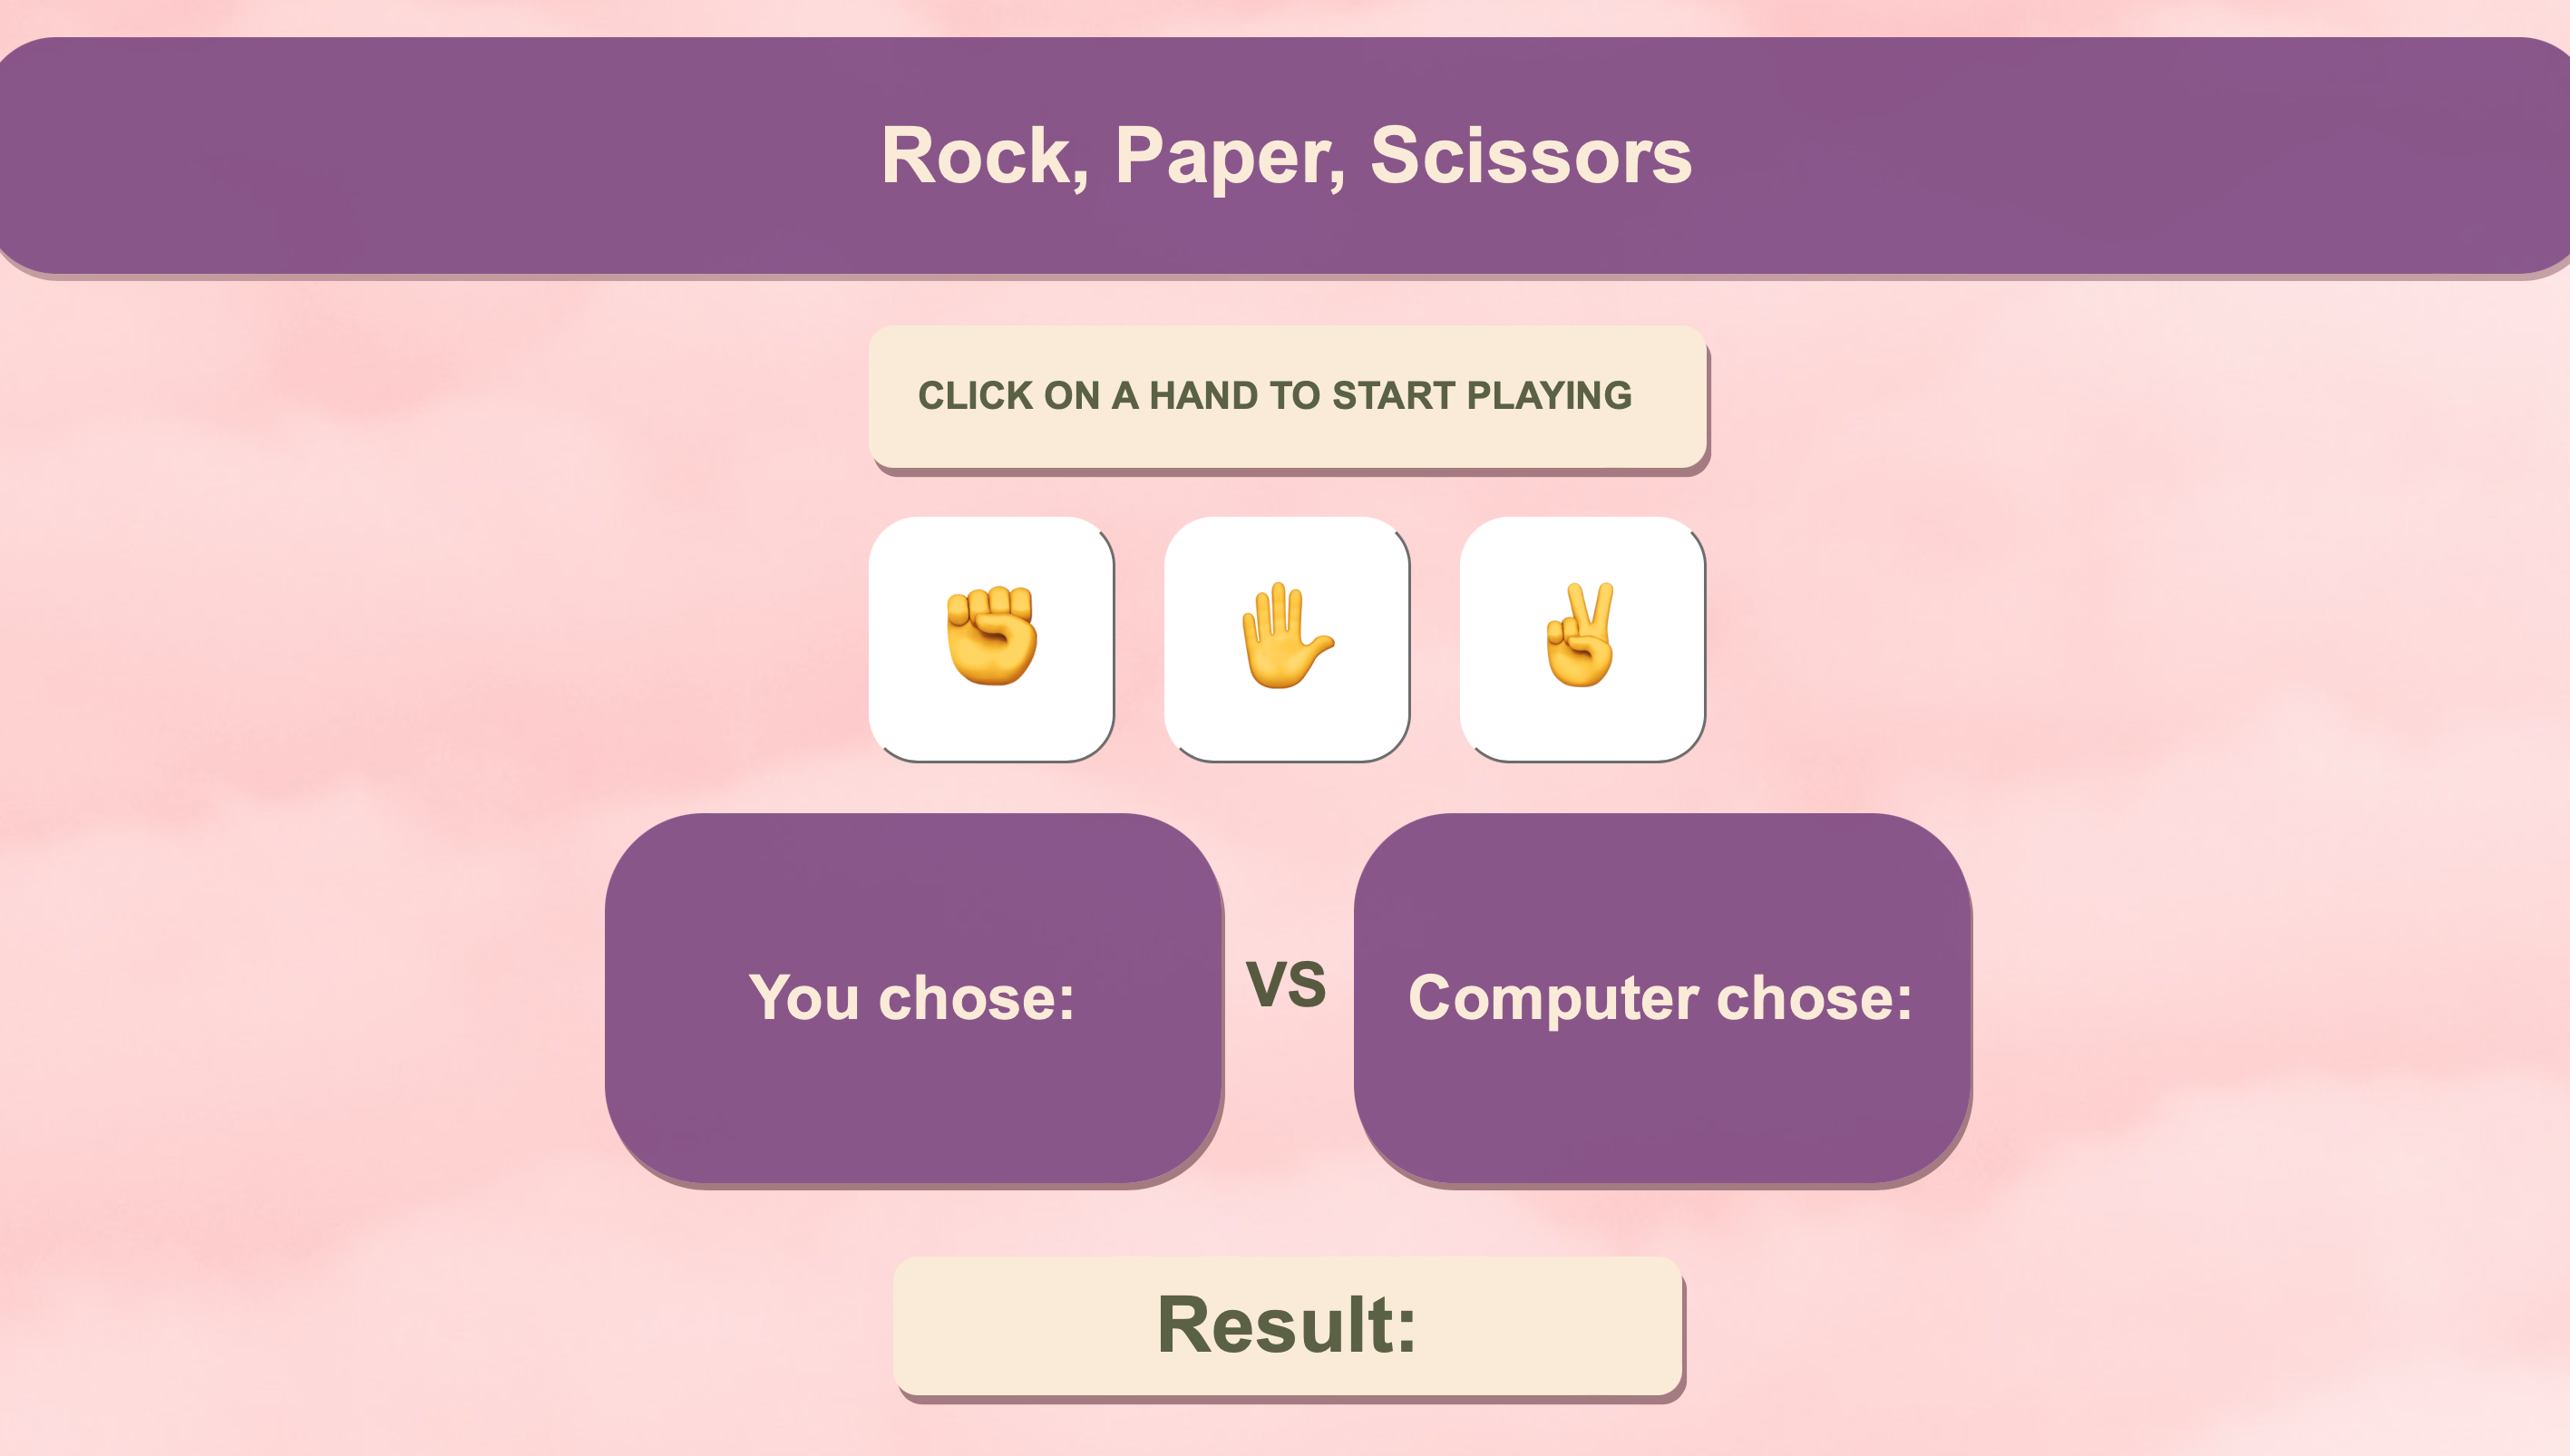 Rock, Paper, Scissors
CLICK ON A HAND TO START PLAYING
You chose:
VS
Computer chose:
Result: